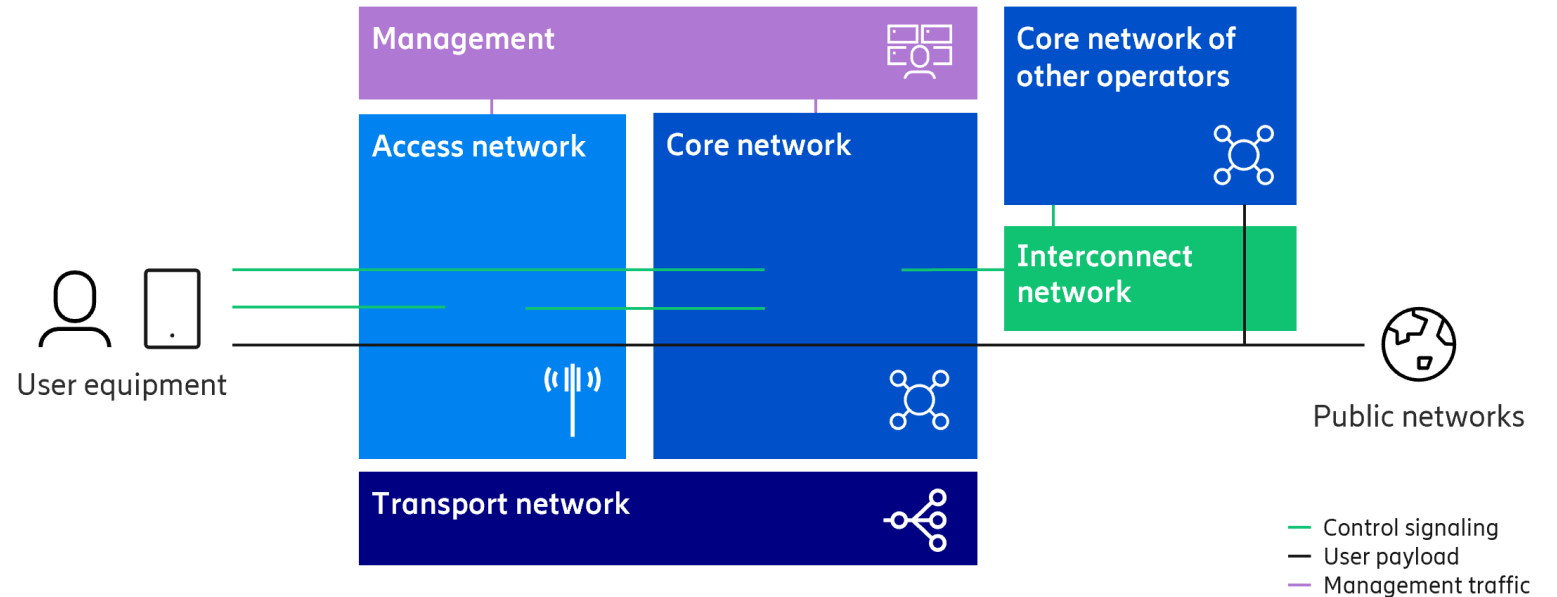 Management
Core network of
other operators
Access network
Core network
Interconnect
network
User equipment
Public networks
Transport network
Control signaling
User payload
Management traffic